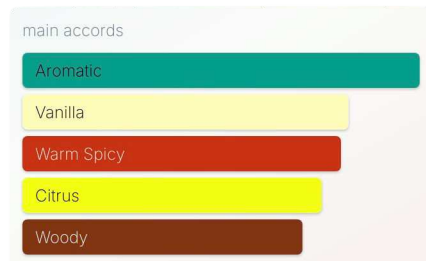 main accords
Aromatic
Vanilla
Warm Spicy
Citrus
Woody